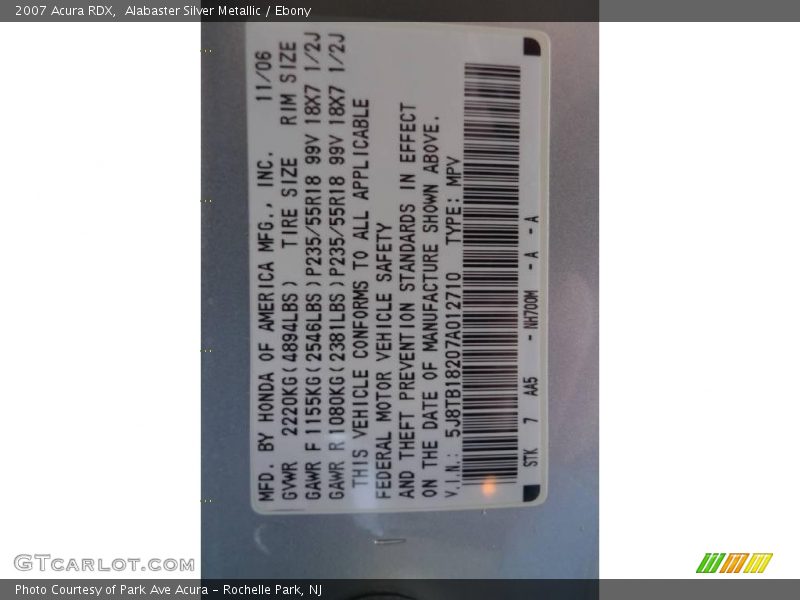 2007 Acura RDX, Alabaster Silver Metallic / Ebony
MFD. BY HONDA OF AMERICA MFG., INC. 11/06
GVWR 2220KG(4894LBS) TIRE SIZE RIM SIZE
GAWR F 1155KG(2546LBS)P235/55R18 99V 18X7 1/2J
GAWR R 1080KG(2381LBS)P235/55R18 99V 18X7 1/2J
THIS VEHICLE CONFORMS TO ALL APPLICABLE
FEDERAL MOTOR VEHICLE SAFETY
AND THEFT PREVENTION STANDARDS IN EFFECT
ON THE DATE OF MANUFACTURE SHOWN ABOVE.
V.I.N.: 5J8TB18207A012710 TYPE: MPV
STK 7 AA5 - NH700M - A - A
GTCARLOT.COM
Photo Courtesy of Park Ave Acura - Rochelle Park, NJ